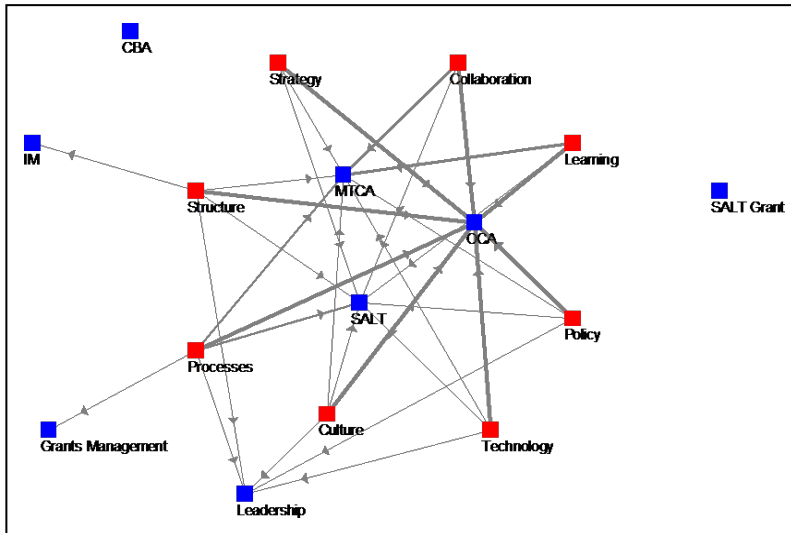 CBA
Strategy
Collaboration
IM
Learning
MTCA
Structure
SALT Grant
CCA
SALT
Policy
Processes
Culture
Grants Management
Technology
Leadership